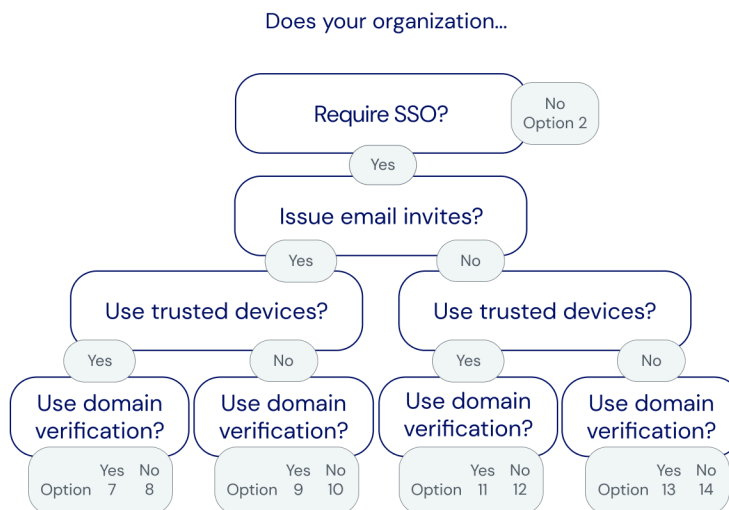 Does your organization...
Require SSO?
No
Option 2
Yes
Issue email invites?
Yes
No
Use trusted devices?
Use trusted devices?
Yes
No
Yes
No
Use domain
verification?
Use domain
verification?
Use domain
verification?
Use domain
verification?
Yes No
Option 7 8
Yes No
Option 9 10
Yes No
Option 11 12
Yes No
Option 13 14